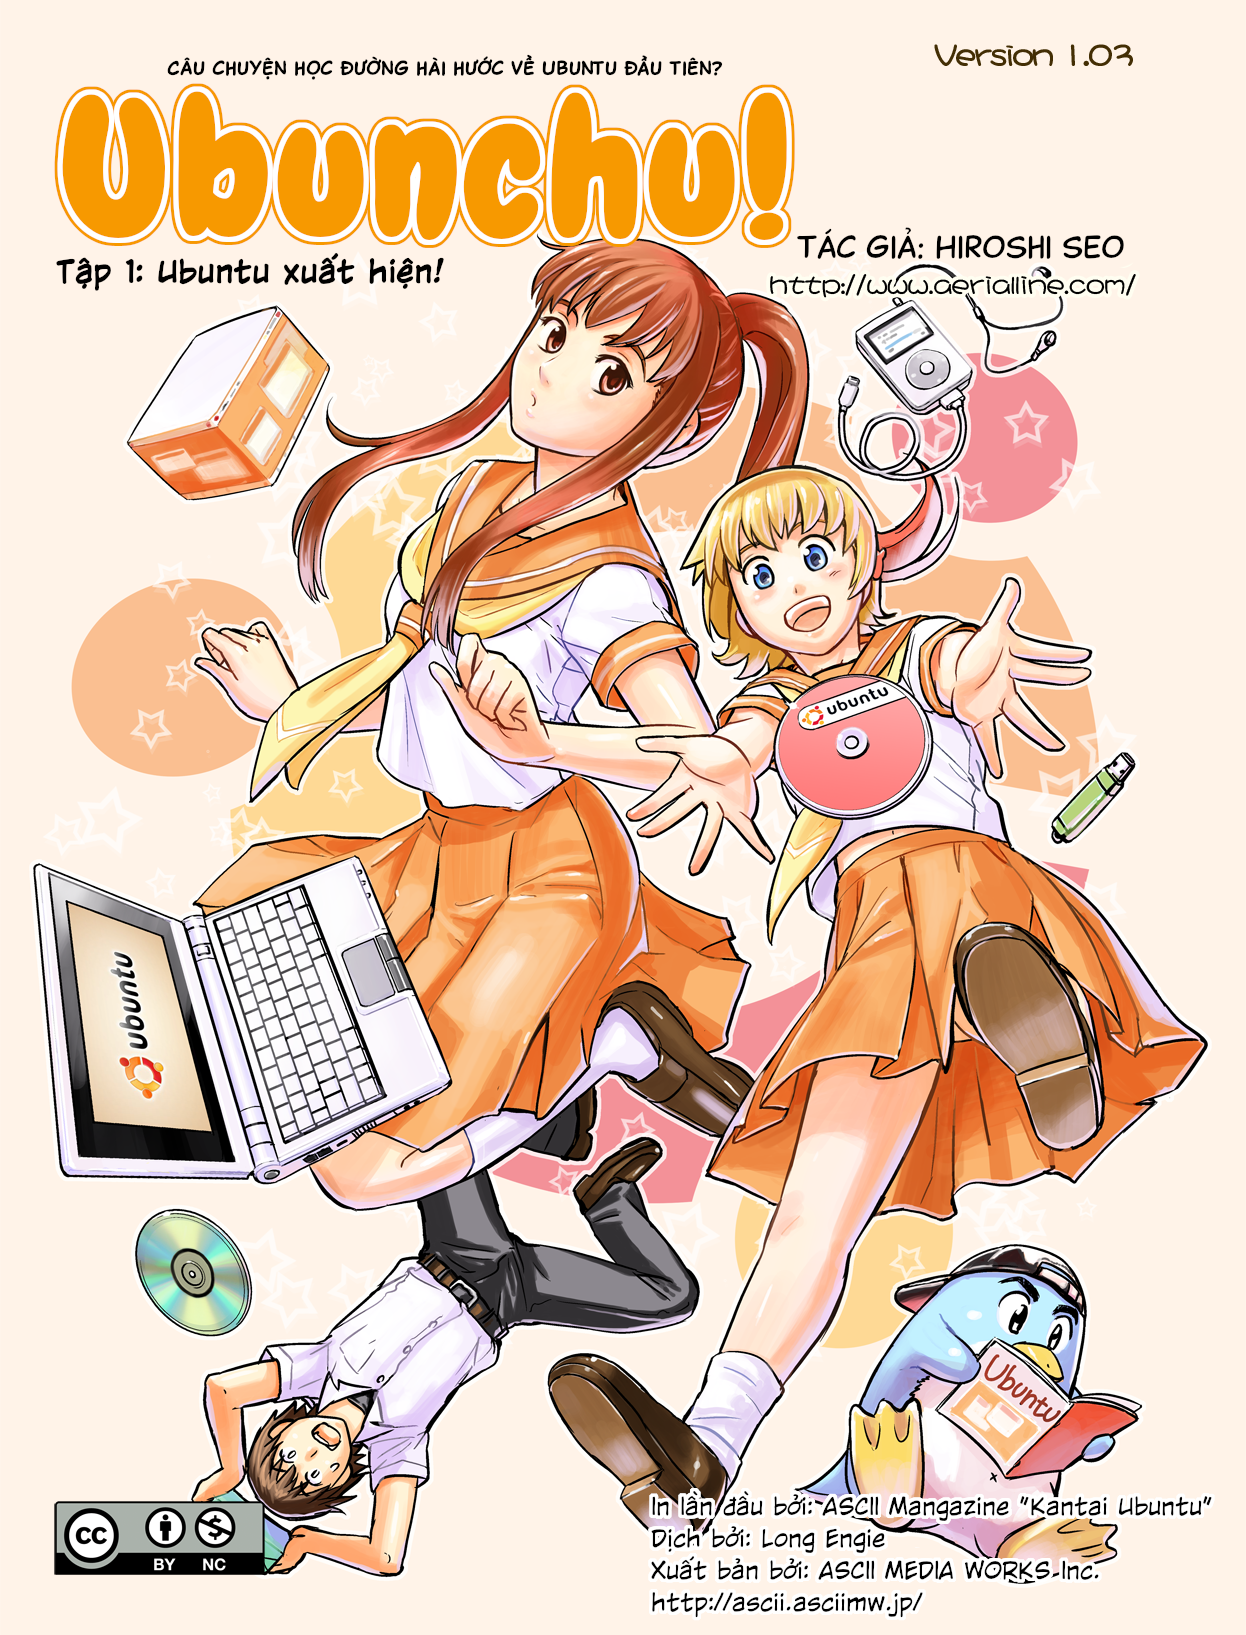 Version 1.03
CÂU CHUYỆN HỌC ĐƯỜNG HÀI HƯỚC VỀ UBUNTU ĐẦU TIÊN?
Ubunchu!
TÁC GIẢ: HIROSHI SEO
Tập 1: Ubuntu xuất hiện!
http://www.aerialline.com/
ubuntu
ubuntu
Ubuntu
In lần đầu bởi: ASCII Mangazine "Kantai Ubuntu"
Dịch bởi: Long Engie
Xuất bản bởi: ASCII MEDIA WORKS Inc.
http://ascii.asciimw.jp/
cc
BY NC